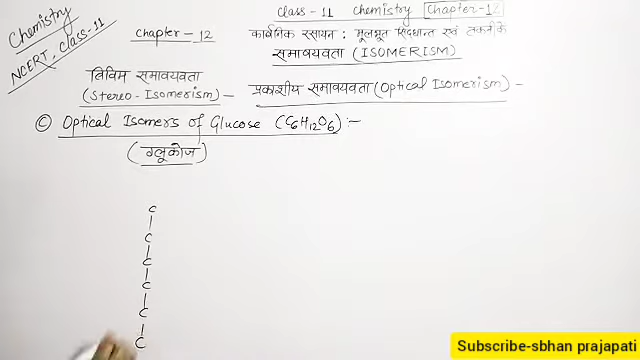 Chemistry
NCERT, Class-11
Chapter-12
Class-11 Chemistry Chapter-12
कार्बनिक रसायन : मूलभूत सिद्धान्त एवं तकनीके
समावयवता (ISOMERISM)
त्रिविम समावयवता
(Stereo-Isomerism) -
प्रकाशीय समावयवता (Optical Isomerism) -
Ⓒ Optical Isomers of Glucose (C6H12O6) :-
(ग्लूकोज)
C
C
C
C
C
C
Subscribe-sbhan prajapati